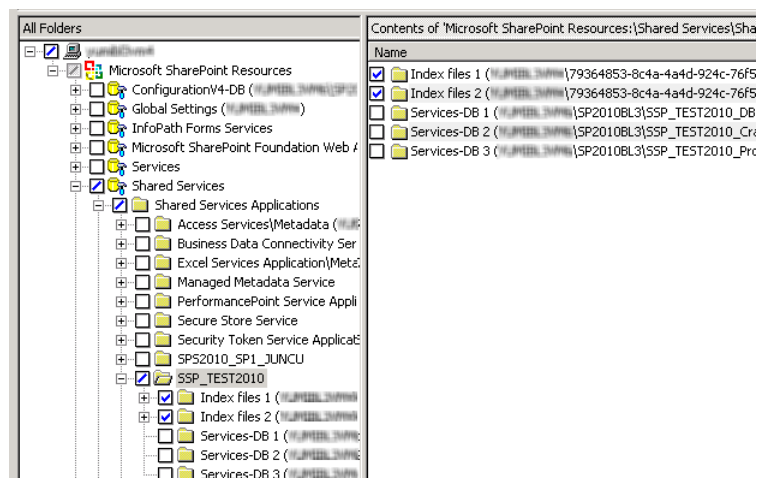 All Folders
Microsoft SharePoint Resources
ConfigurationV4-DB (
Global Settings ( )
InfoPath Forms Services
Microsoft SharePoint Foundation Web A
Services
Shared Services
Shared Services Applications
Access Services\Metadata (
Business Data Connectivity Ser
Excel Services Application\Meta
Managed Metadata Service
PerformancePoint Service Appli
Secure Store Service
Security Token Service Applicat
SPS2010_SP1_JUNCU
SSP_TEST2010
Index files 1 (
Index files 2 (
Services-DB 1 (
Services-DB 2 (
Services-DB 3 (
Contents of 'Microsoft SharePoint Resources:\Shared Services\Sha
Name
Index files 1 ( \79364853-8c4a-4a4d-924c-76f5
Index files 2 ( \79364853-8c4a-4a4d-924c-76f5
Services-DB 1 ( \SP2010BL3\SSP_TEST2010_DB
Services-DB 2 ( \SP2010BL3\SSP_TEST2010_Cra
Services-DB 3 ( \SP2010BL3\SSP_TEST2010_Pro